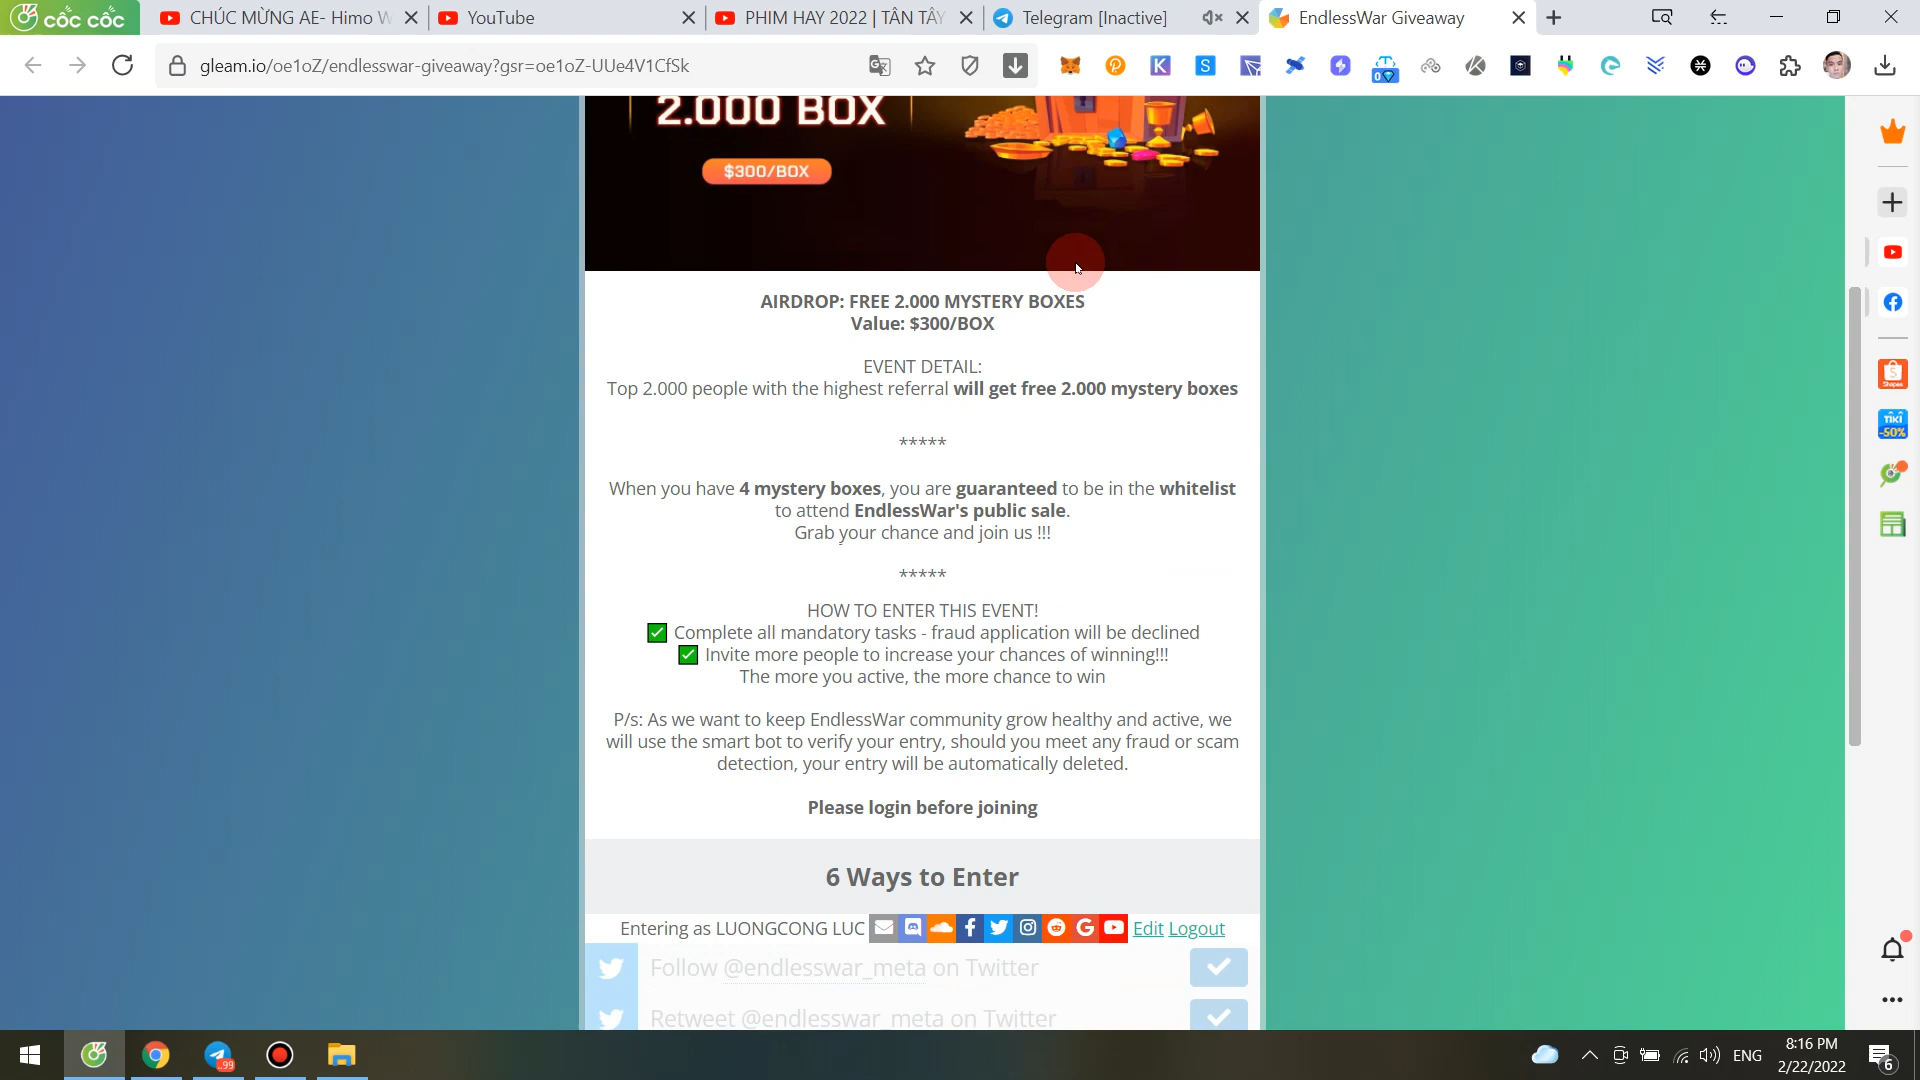 cốc cốc
CHÚC MỪNG AE- Himo W
YouTube
PHIM HAY 2022 | TÂN TÂY
Telegram [Inactive]
EndlessWar Giveaway
gleam.io/oe1oZ/endlesswar-giveaway?gsr=oe1oZ-UUe4V1CfSk
2.000 BOX
$300/BOX
AIRDROP: FREE 2.000 MYSTERY BOXES
Value: $300/BOX
EVENT DETAIL:
Top 2.000 people with the highest referral will get free 2.000 mystery boxes
*****
When you have 4 mystery boxes, you are guaranteed to be in the whitelist
to attend EndlessWar's public sale.
Grab your chance and join us !!!
*****
HOW TO ENTER THIS EVENT!
✅ Complete all mandatory tasks - fraud application will be declined
✅ Invite more people to increase your chances of winning!!!
The more you active, the more chance to win
P/s: As we want to keep EndlessWar community grow healthy and active, we
will use the smart bot to verify your entry, should you meet any fraud or scam
detection, your entry will be automatically deleted.
Please login before joining
6 Ways to Enter
Entering as LUONGCONG LUC Edit Logout
Follow @endlesswar_meta on Twitter
Retweet @endlesswar_meta on Twitter
Shopee
TIKI
-50%
99
ENG
8:16 PM
2/22/2022
6